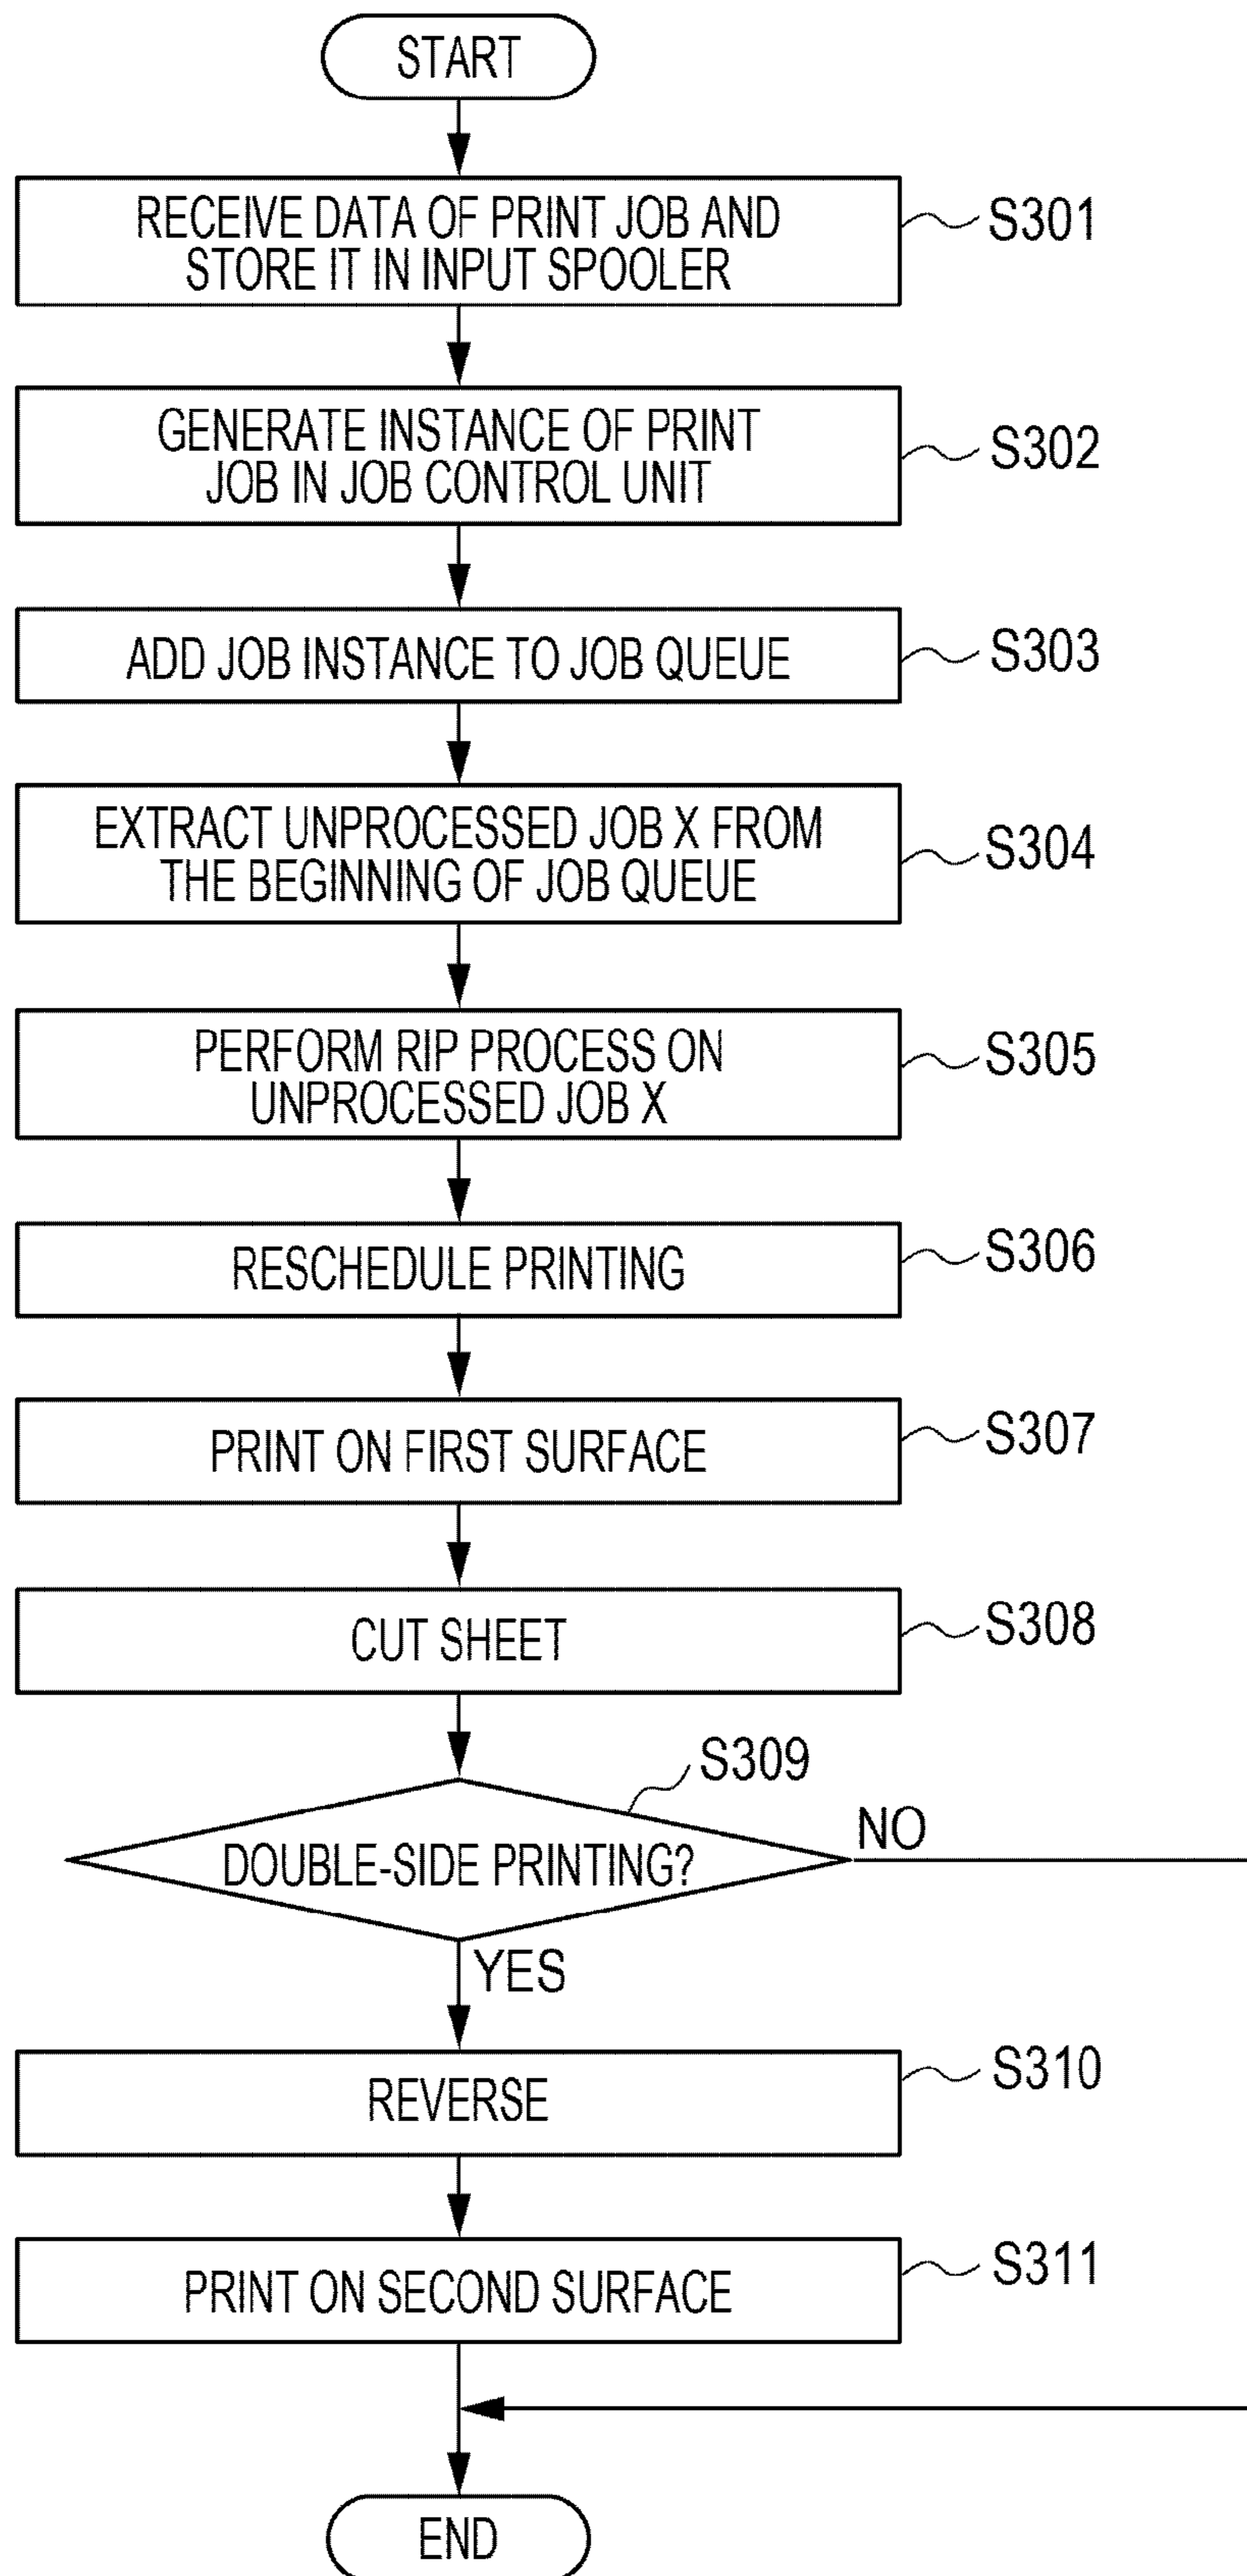 START
RECEIVE DATA OF PRINT JOB AND
STORE IT IN INPUT SPOOLER
S301
GENERATE INSTANCE OF PRINT
JOB IN JOB CONTROL UNIT
S302
ADD JOB INSTANCE TO JOB QUEUE
S303
EXTRACT UNPROCESSED JOB X FROM
THE BEGINNING OF JOB QUEUE
S304
PERFORM RIP PROCESS ON
UNPROCESSED JOB X
S305
RESCHEDULE PRINTING
S306
PRINT ON FIRST SURFACE
S307
CUT SHEET
S308
S309
DOUBLE-SIDE PRINTING?
NO
YES
REVERSE
S310
PRINT ON SECOND SURFACE
S311
END